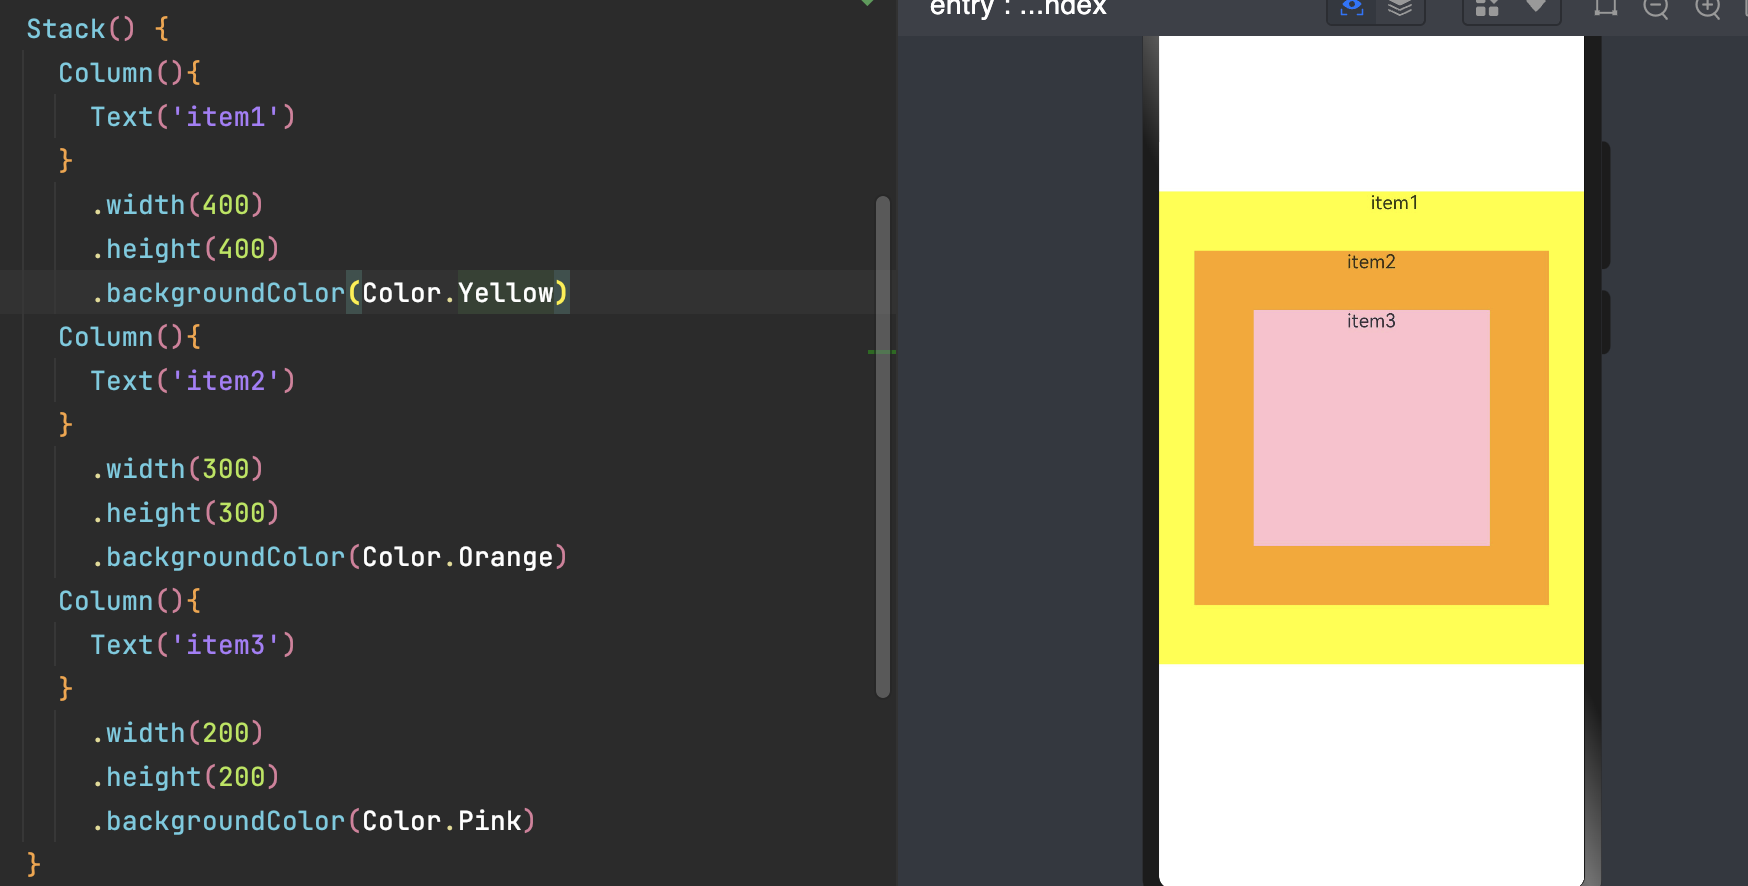 Stack() {
Column(){
Text('item1')
}
.width(400)
.height(400)
.backgroundColor(Color.Yellow)
Column(){
Text('item2')
}
.width(300)
.height(300)
.backgroundColor(Color.Orange)
Column(){
Text('item3')
}
.width(200)
.height(200)
.backgroundColor(Color.Pink)
}
entry : ...ndex
item1
item2
item3